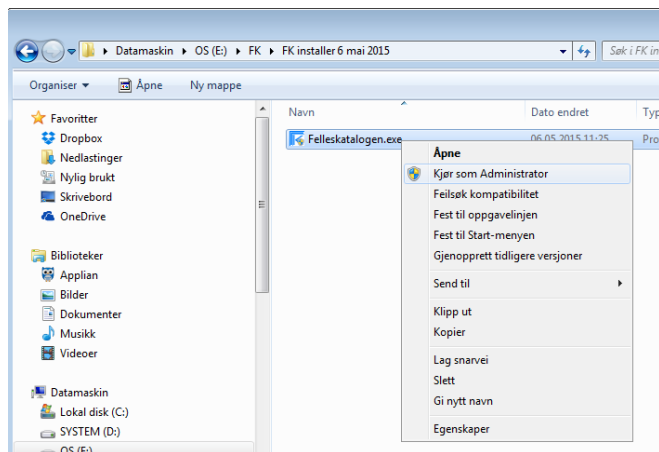 Datamaskin ▸ OS (E:) ▸ FK ▸ FK installer 6 mai 2015
Søk i FK in
Organiser Åpne Ny mappe
Favoritter
Dropbox
Nedlastinger
Nylig brukt
Skrivebord
OneDrive
Biblioteker
Applian
Bilder
Dokumenter
Musikk
Videoer
Datamaskin
Lokal disk (C:)
SYSTEM (D:)
OS (E:)
Navn Dato endret Typ
Felleskatalogen.exe 06.05.2015 11:25 Pro
Åpne
Kjør som Administrator
Feilsøk kompatibilitet
Fest til oppgavelinjen
Fest til Start-menyen
Gjenopprett tidligere versjoner
Send til
Klipp ut
Kopier
Lag snarvei
Slett
Gi nytt navn
Egenskaper